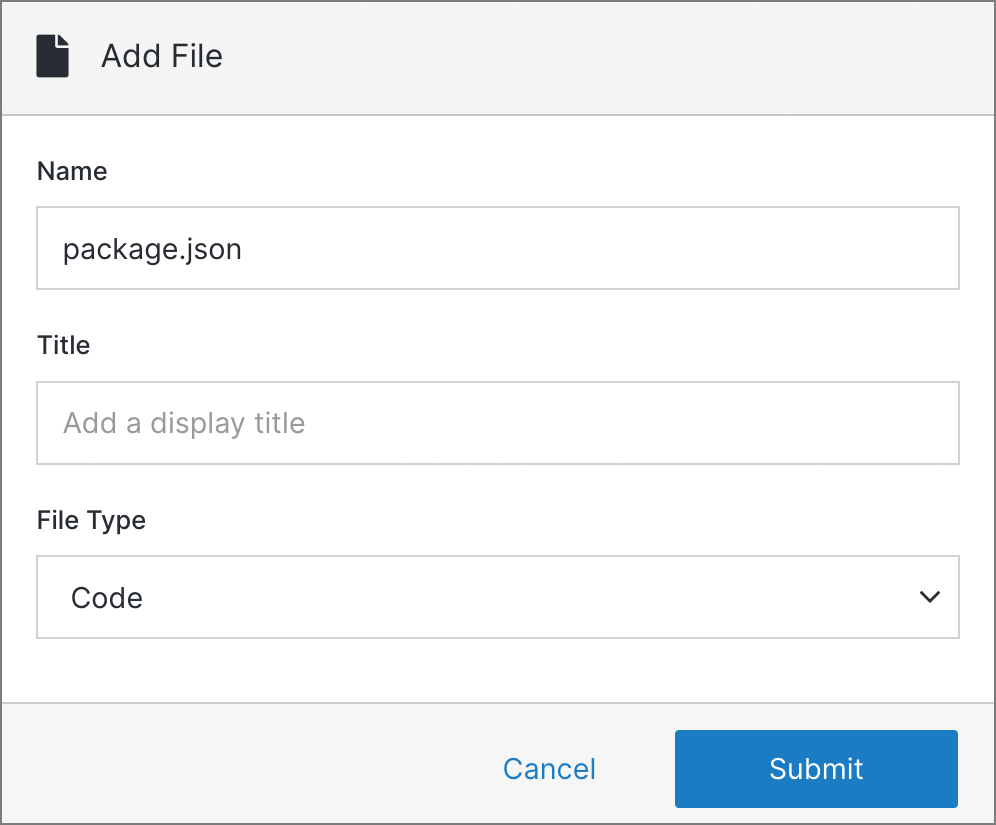 Add File
Name
package.json
Title
Add a display title
File Type
Code
Cancel
Submit